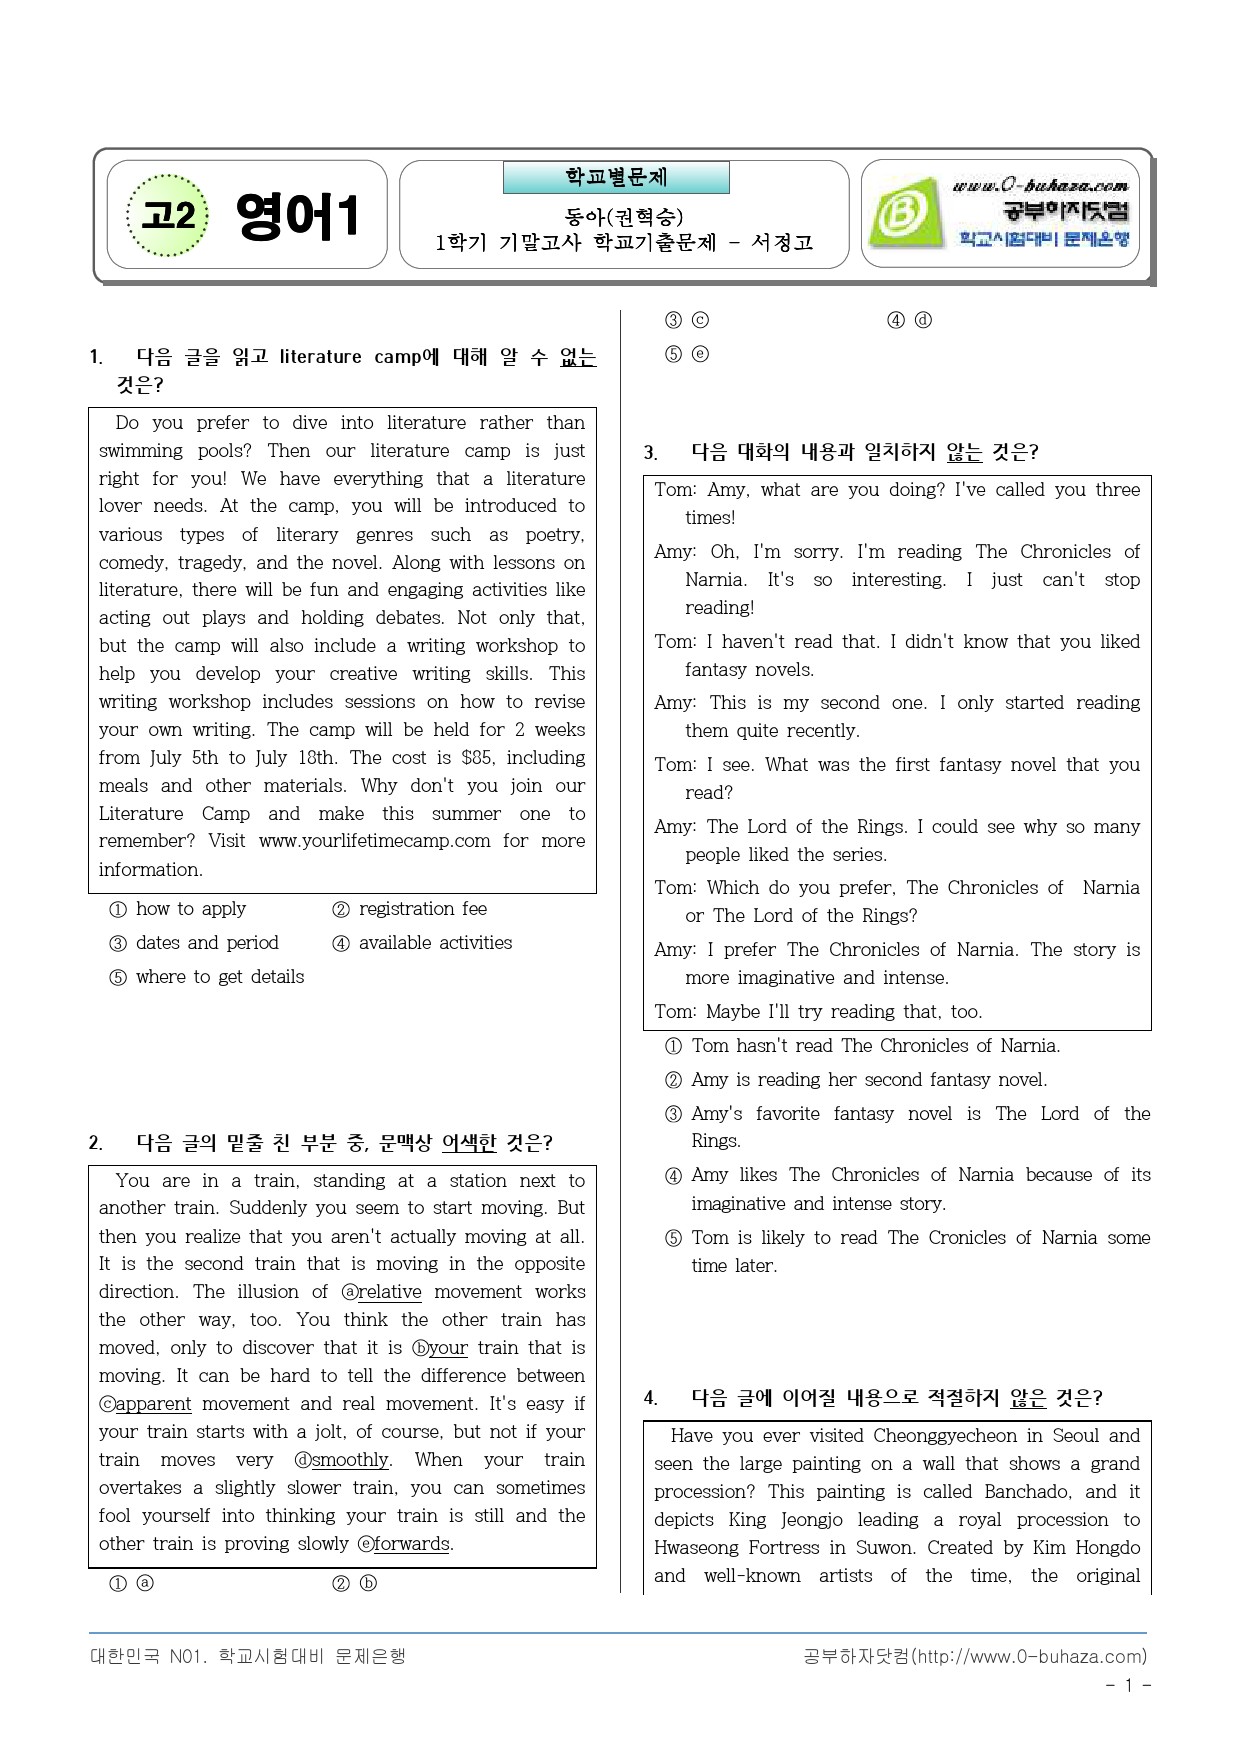 고2
영어1
학교별문제
동아(권혁승)
1학기 기말고사 학교기출문제 - 서정고
www.0-buhaza.com
공부하자닷컴
학교시험대비 문제은행
1. 다음 글을 읽고 literature camp에 대해 알 수 없는
것은?
Do you prefer to dive into literature rather than
swimming pools? Then our literature camp is just
right for you! We have everything that a literature
lover needs. At the camp, you will be introduced to
various types of literary genres such as poetry,
comedy, tragedy, and the novel. Along with lessons on
literature, there will be fun and engaging activities like
acting out plays and holding debates. Not only that,
but the camp will also include a writing workshop to
help you develop your creative writing skills. This
writing workshop includes sessions on how to revise
your own writing. The camp will be held for 2 weeks
from July 5th to July 18th. The cost is $85, including
meals and other materials. Why don't you join our
Literature Camp and make this summer one to
remember? Visit www.yourlifetimecamp.com for more
information.
① how to apply ② registration fee
③ dates and period ④ available activities
⑤ where to get details
2. 다음 글의 밑줄 친 부분 중, 문맥상 어색한 것은?
You are in a train, standing at a station next to
another train. Suddenly you seem to start moving. But
then you realize that you aren't actually moving at all.
It is the second train that is moving in the opposite
direction. The illusion of ⓐrelative movement works
the other way, too. You think the other train has
moved, only to discover that it is ⓑyour train that is
moving. It can be hard to tell the difference between
ⓒapparent movement and real movement. It's easy if
your train starts with a jolt, of course, but not if your
train moves very ⓓsmoothly. When your train
overtakes a slightly slower train, you can sometimes
fool yourself into thinking your train is still and the
other train is proving slowly ⓔforwards.
① ⓐ ② ⓑ
③ ⓒ ④ ⓓ
⑤ ⓔ
3. 다음 대화의 내용과 일치하지 않는 것은?
Tom: Amy, what are you doing? I've called you three
times!
Amy: Oh, I'm sorry. I'm reading The Chronicles of
Narnia. It's so interesting. I just can't stop
reading!
Tom: I haven't read that. I didn't know that you liked
fantasy novels.
Amy: This is my second one. I only started reading
them quite recently.
Tom: I see. What was the first fantasy novel that you
read?
Amy: The Lord of the Rings. I could see why so many
people liked the series.
Tom: Which do you prefer, The Chronicles of Narnia
or The Lord of the Rings?
Amy: I prefer The Chronicles of Narnia. The story is
more imaginative and intense.
Tom: Maybe I'll try reading that, too.
① Tom hasn't read The Chronicles of Narnia.
② Amy is reading her second fantasy novel.
③ Amy's favorite fantasy novel is The Lord of the
Rings.
④ Amy likes The Chronicles of Narnia because of its
imaginative and intense story.
⑤ Tom is likely to read The Cronicles of Narnia some
time later.
4. 다음 글에 이어질 내용으로 적절하지 않은 것은?
Have you ever visited Cheonggyecheon in Seoul and
seen the large painting on a wall that shows a grand
procession? This painting is called Banchado, and it
depicts King Jeongjo leading a royal procession to
Hwaseong Fortress in Suwon. Created by Kim Hongdo
and well-known artists of the time, the original
대한민국 N01. 학교시험대비 문제은행
공부하자닷컴(http://www.0-buhaza.com)
- 1 -